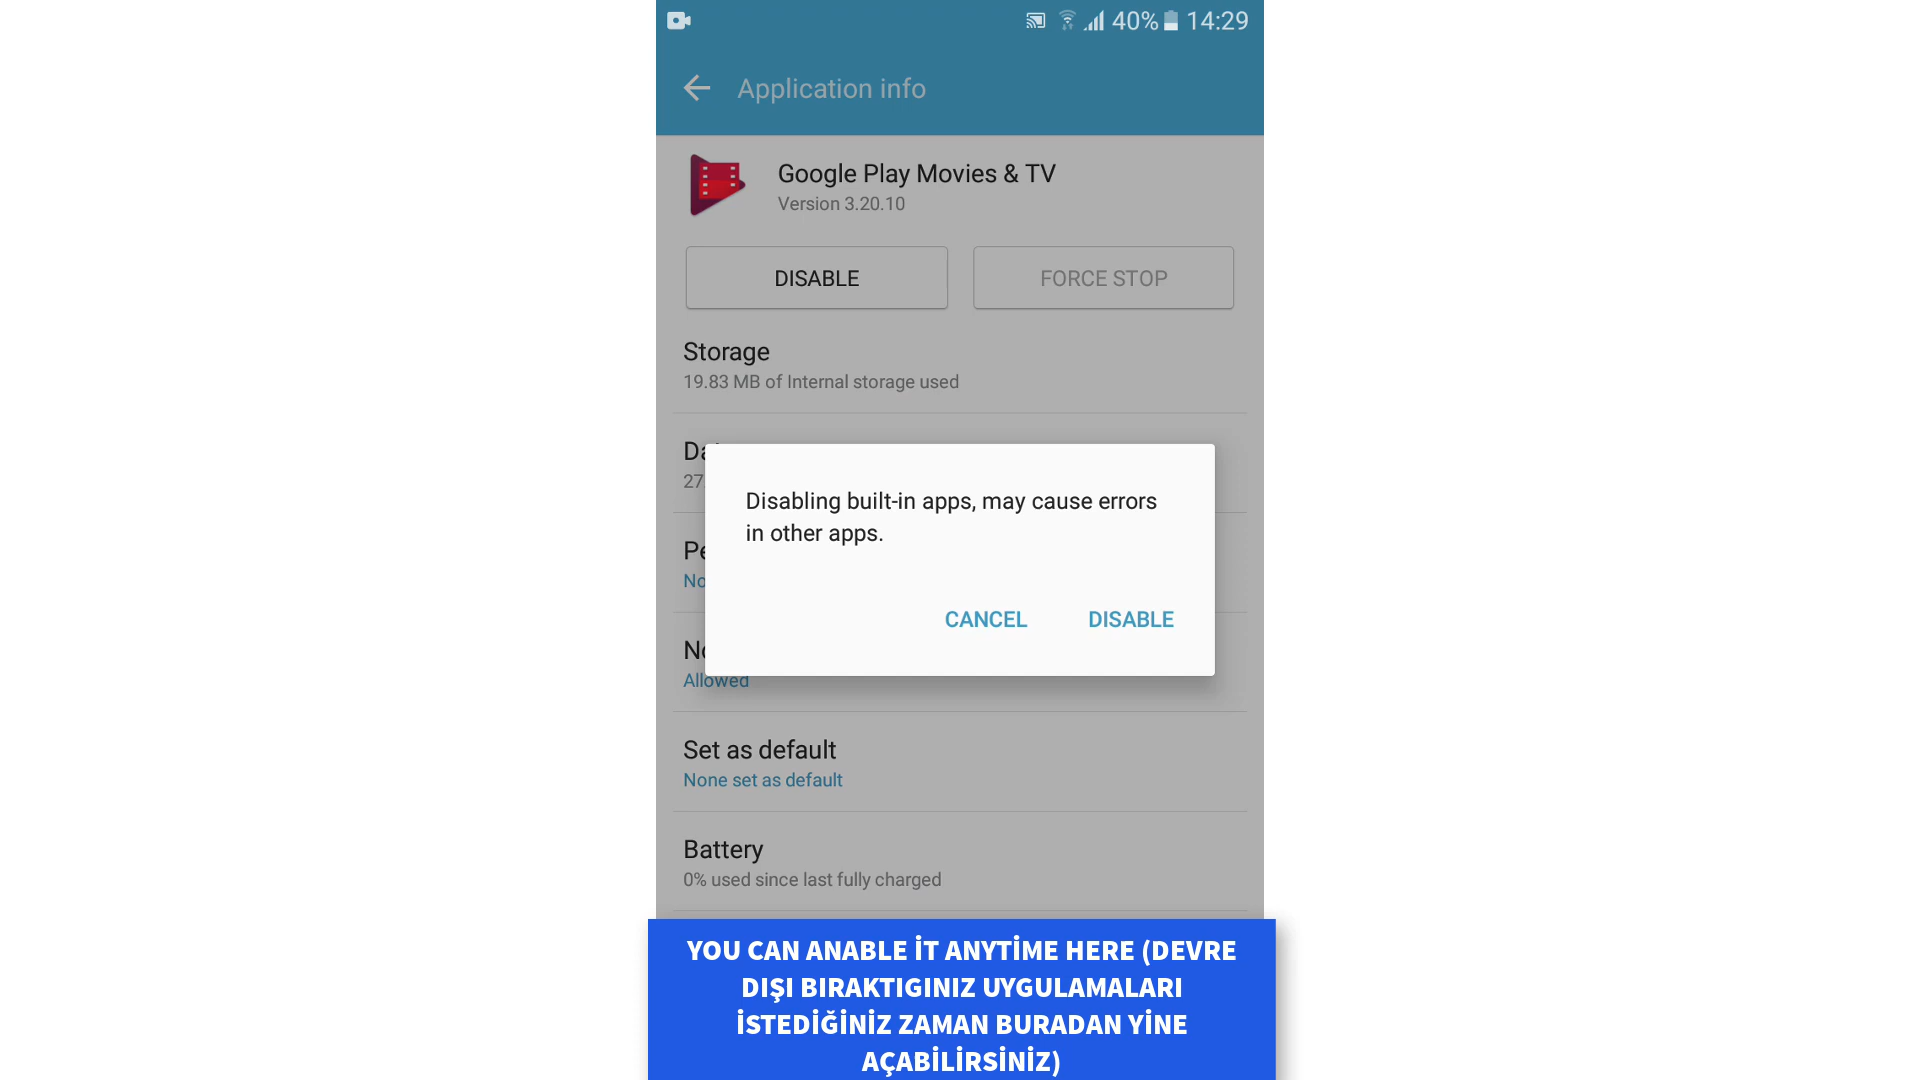 40% 14:29
Application info
Google Play Movies & TV
Version 3.20.10
DISABLE FORCE STOP
Storage
19.83 MB of Internal storage used
27
Disabling built-in apps, may cause errors
in other apps.
CANCEL DISABLE
Allowed
Set as default
None set as default
Battery
0% used since last fully charged
YOU CAN ANABLE İT ANYTİME HERE (DEVRE
DIŞI BIRAKTIGINIZ UYGULAMALARI
İSTEDİĞİNİZ ZAMAN BURADAN YİNE
AÇABİLİRSİNİZ)